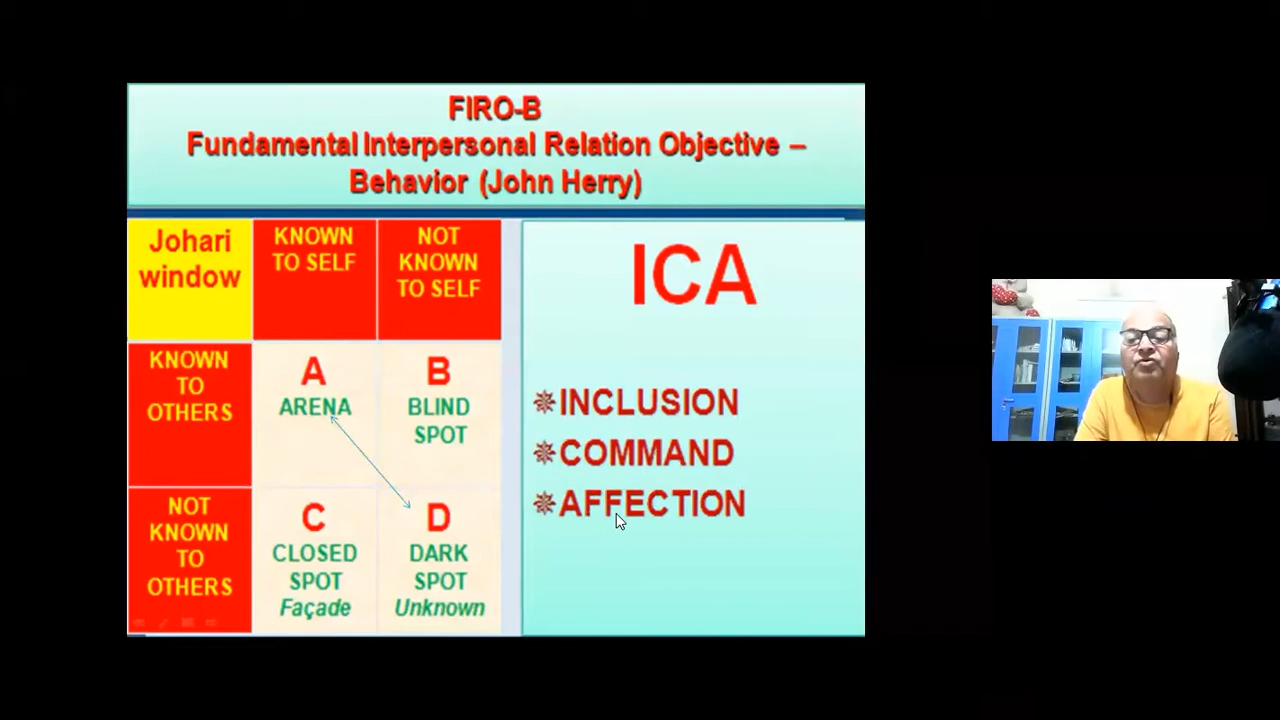 FIRO-B
Fundamental Interpersonal Relation Objective –
Behavior (John Herry)
Johari
window
KNOWN
TO SELF
NOT
KNOWN
TO SELF
KNOWN
TO
OTHERS
A
ARENA
B
BLIND
SPOT
NOT
KNOWN
TO
OTHERS
C
CLOSED
SPOT
Façade
D
DARK
SPOT
Unknown
ICA
INCLUSION
COMMAND
AFFECTION